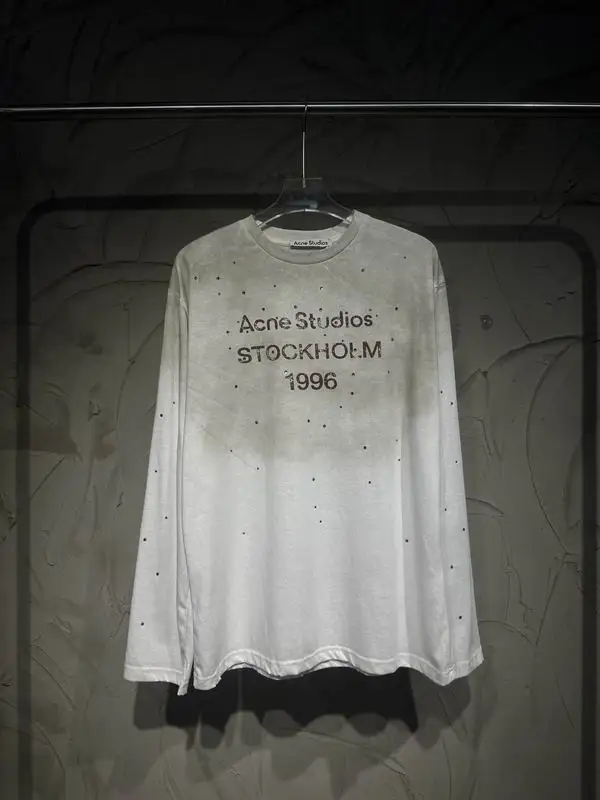 Acne Studios
Acne Studios
STOCKHOLM
1996